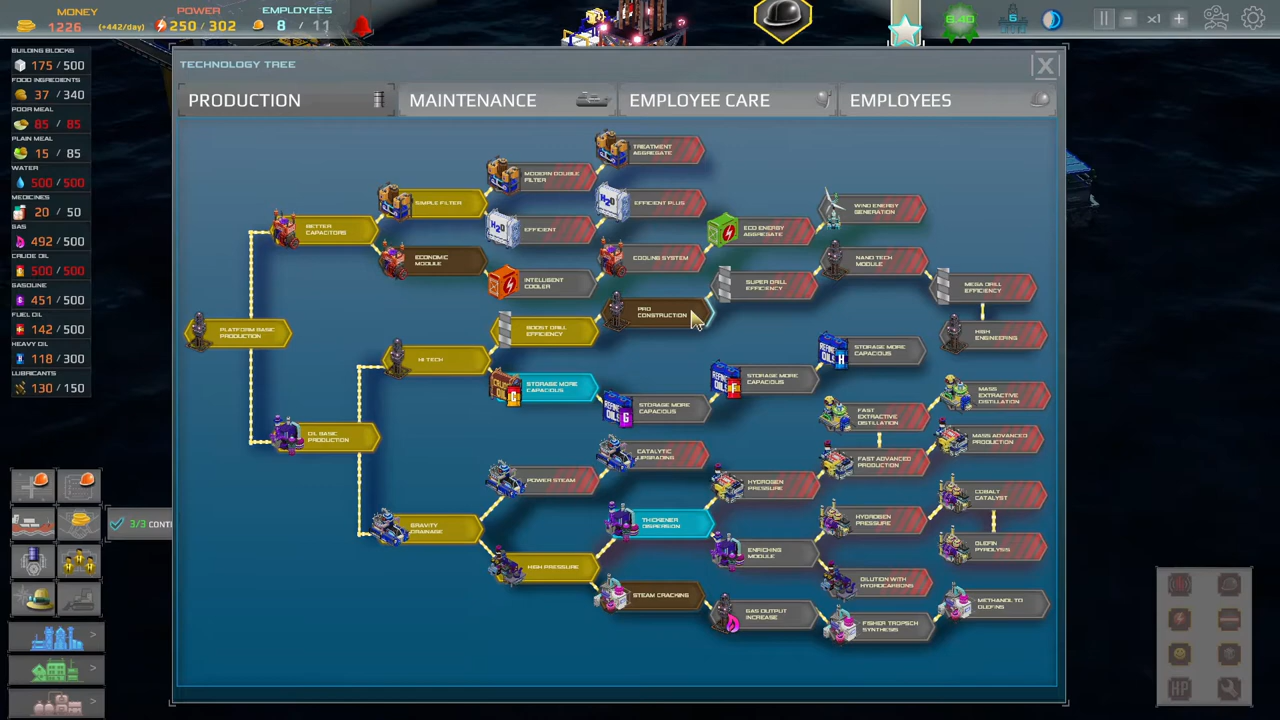 MONEY
1226 (+442/day)
POWER
250 / 302
EMPLOYEES
8 / 11
8.40
6
x1
BUILDING BLOCKS
175 / 500
FOOD INGREDIENTS
37 / 340
POOR MEAL
85 / 85
PLAIN MEAL
15 / 85
WATER
500 / 500
MEDICINES
20 / 50
GAS
492 / 500
CRUDE OIL
500 / 500
GASOLINE
451 / 500
FUEL OIL
142 / 500
HEAVY OIL
118 / 300
LUBRICANTS
130 / 150
3/3 CONTI
TECHNOLOGY TREE
X
PRODUCTION
MAINTENANCE
EMPLOYEE CARE
EMPLOYEES
TREATMENT
AGGREGATE
MODERN DOUBLE
FILTER
SIMPLE FILTER
H2O
EFFICIENT PLUS
WIND ENERGY
GENERATION
BETTER
CAPACITORS
H2O
EFFICIENT
ECO ENERGY
AGGREGATE
ECONOMIC
MODULE
COOLING SYSTEM
NANO TECH
MODULE
INTELLIGENT
COOLER
SUPER DRILL
EFFICIENCY
MEGA DRILL
EFFICIENCY
PRO
CONSTRUCTION
PLATFORM BASIC
PRODUCTION
BOOST DRILL
EFFICIENCY
HIGH
ENGINEERING
HI TECH
STORAGE MORE
CAPACIOUS
STORAGE MORE
CAPACIOUS
STORAGE MORE
CAPACIOUS
STORAGE MORE
CAPACIOUS
MASS
EXTRACTIVE
DISTILLATION
FAST
EXTRACTIVE
DISTILLATION
OIL BASIC
PRODUCTION
MASS ADVANCED
PRODUCTION
CATALYTIC
UPGRADING
FAST ADVANCED
PRODUCTION
POWER STEAM
HYDROGEN
PRESSURE
COBALT
CATALYST
GRAVITY
DRAINAGE
THICKENER
DISPERSION
HYDROGEN
PRESSURE
OLEFIN
PYROLYSIS
ENRICHING
MODULE
HIGH PRESSURE
DILUTION WITH
HYDROCARBONS
STEAM CRACKING
GAS OUTPUT
INCREASE
FISHER TROPSCH
SYNTHESIS
METHANOL TO
OLEFINS
HP